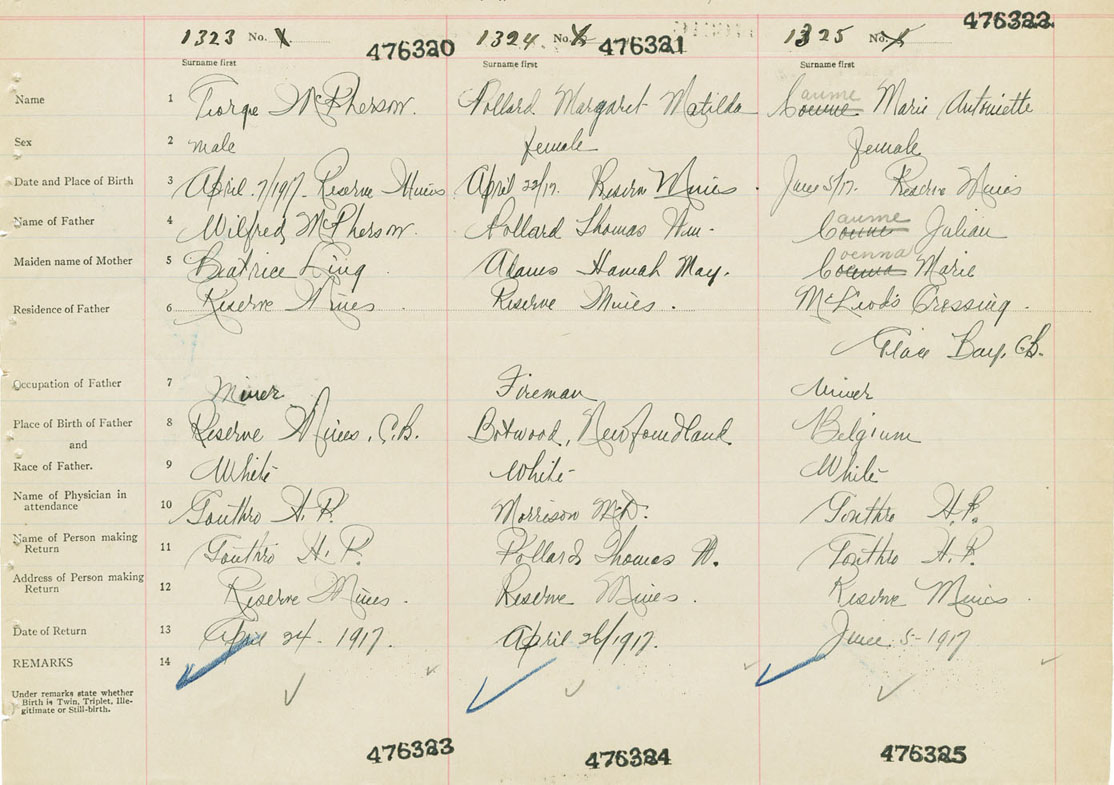 1323 No. 476320 1324 No. 476321 1325 No. 476322
Surname first Surname first Surname first
Name 1 George McPherson. Pollard Margaret Matilda Coenne aume Marie Antoinette
Sex 2 male female female
Date and Place of Birth 3 April 7/1917. Reserve Mines April 22/17. Reserve Mines. June 5/17. Reserve Mines
Name of Father 4 Wilfred McPherson. Pollard Thomas Wm. aume Julian
Maiden name of Mother 5 Beatrice Ling Adams Hannah May. Coenna oenna Marie
Residence of Father 6 Reserve Mines Reserve Mines. McLeod's Crossing.
Glace Bay, C.B.
Occupation of Father 7 Miner Fireman Miner
Place of Birth of Father 8 Reserve Mines, C.B. Botwood, Newfoundland Belgium
and
Race of Father. 9 White White White
Name of Physician in attendance 10 Gouthro H. P. Morrison M.D. Gouthro H. P.
Name of Person making Return 11 Gouthro H. P. Pollard Thomas W. Gouthro H. P.
Address of Person making Return 12 Reserve Mines. Reserve Mines. Reserve Mines.
Date of Return 13 April 24 - 1917. April 26/1917. June 5 - 1917
REMARKS 14
Under remarks state whether
Birth is Twin, Triplet, Ille-
gitimate or Still-birth.
476323 476324 476325